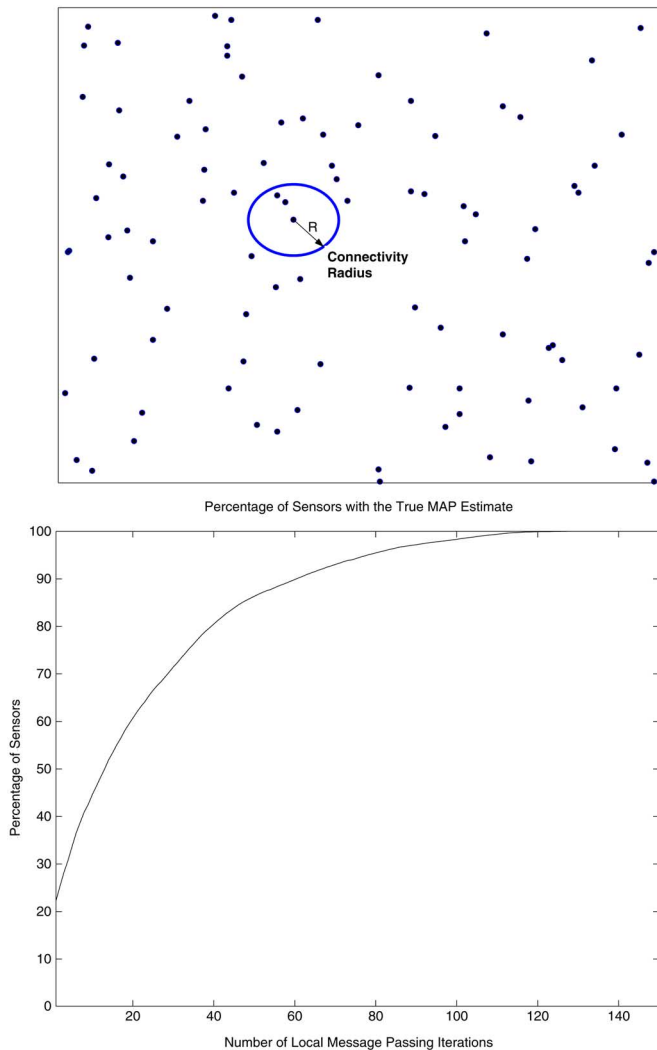 R
Connectivity
Radius
Percentage of Sensors with the True MAP Estimate
100
90
80
70
60
50
40
30
20
10
0
Percentage of Sensors
20 40 60 80 100 120 140
Number of Local Message Passing Iterations